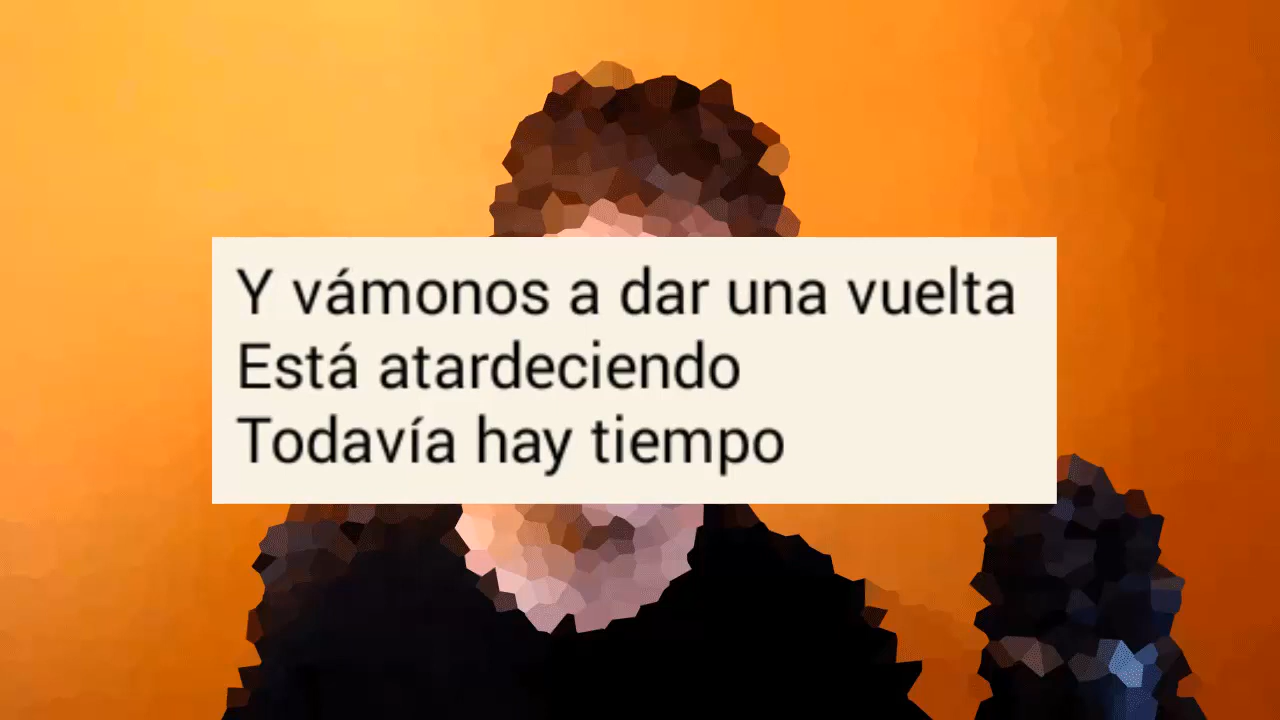 Y vámonos a dar una vuelta
Está atardeciendo
Todavía hay tiempo